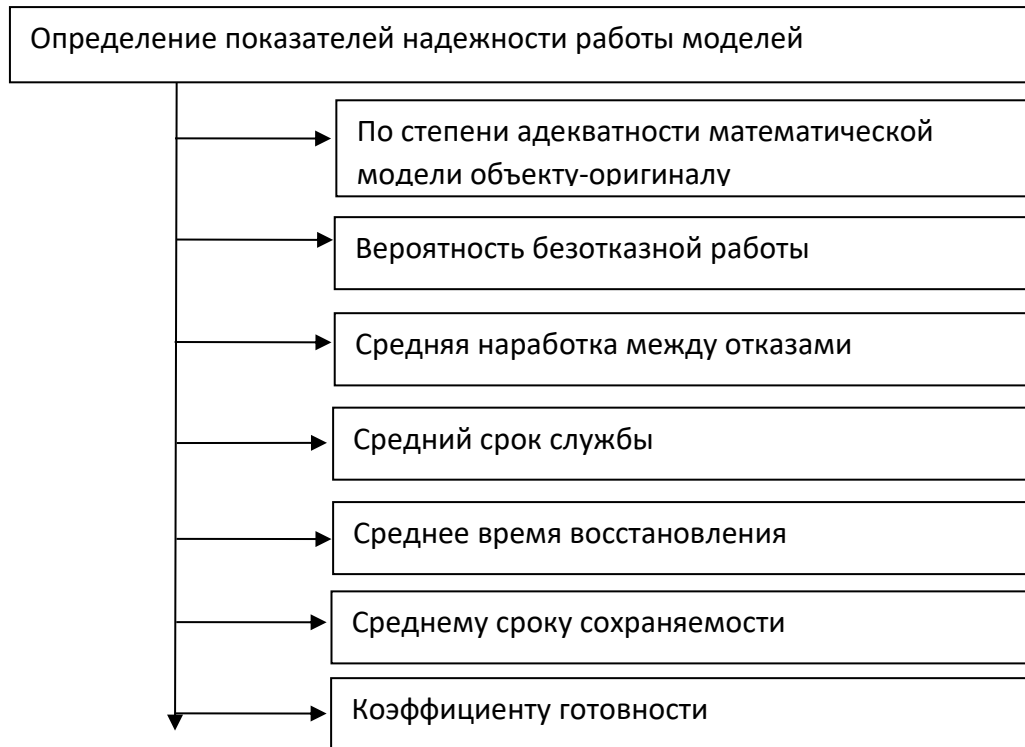 Определение показателей надежности работы моделей
По степени адекватности математической
модели объекту-оригиналу
Вероятность безотказной работы
Средняя наработка между отказами
Средний срок службы
Среднее время восстановления
Среднему сроку сохраняемости
Коэффициенту готовности